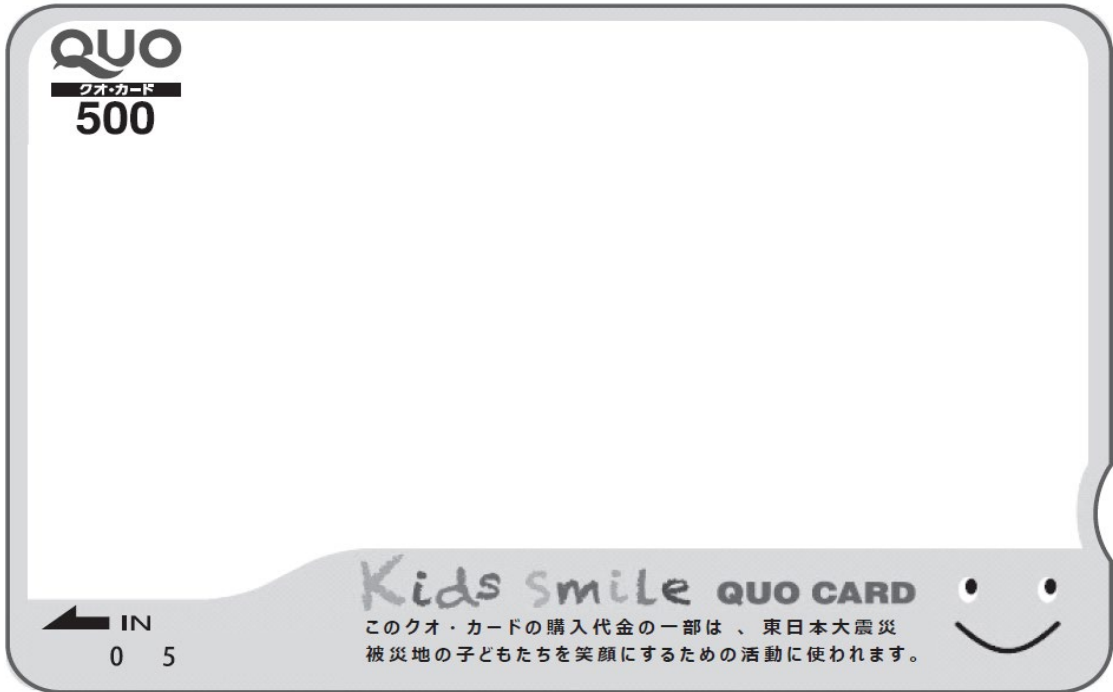 QUO
クオ・カード
500
Kids Smile QUO CARD
このクオ・カードの購入代金の一部は 、東日本大震災
被災地の子どもたちを笑顔にするための活動に使われます。
IN
0 5